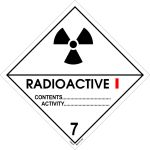 RADIOACTIVE I
CONTENTS....................
ACTIVITY....................
7